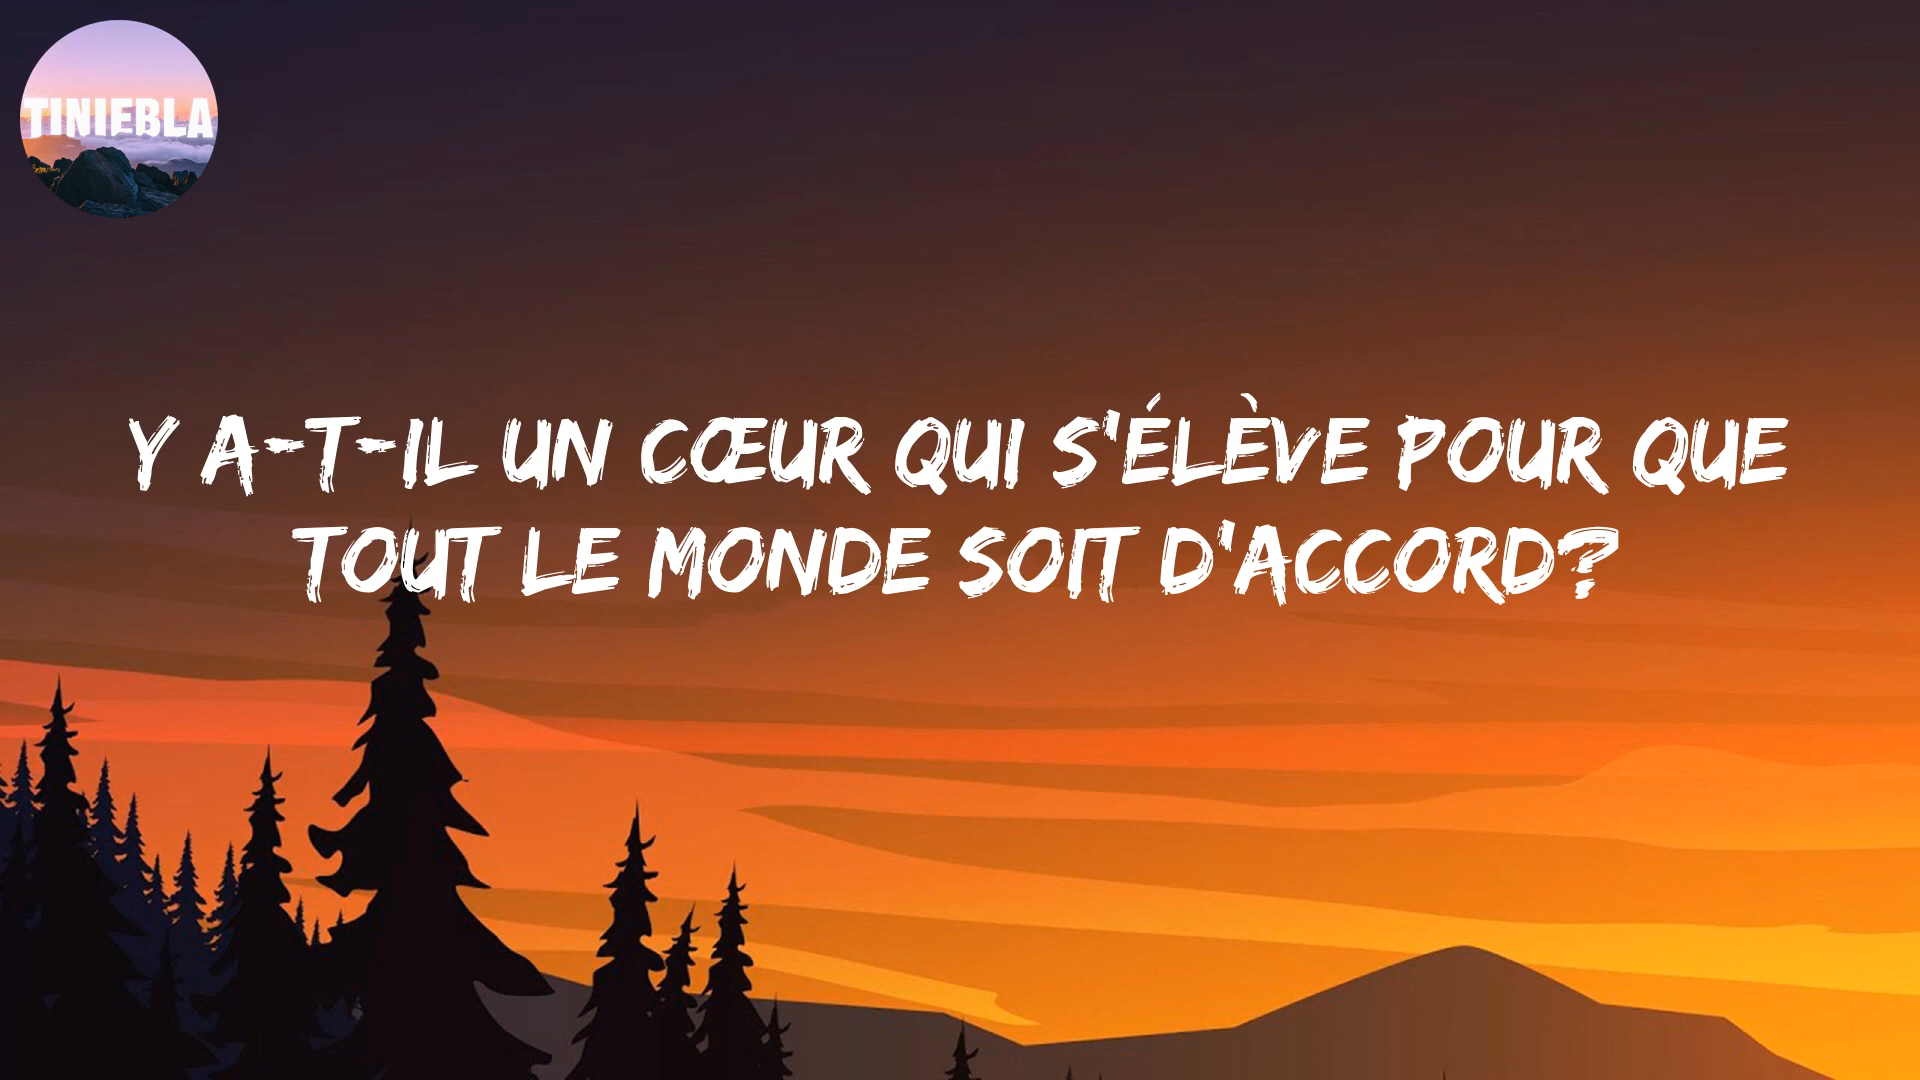 TINIEBLA
Y A-T-IL UN CŒUR QUI S'ÉLÈVE POUR QUE
TOUT LE MONDE SOIT D'ACCORD?